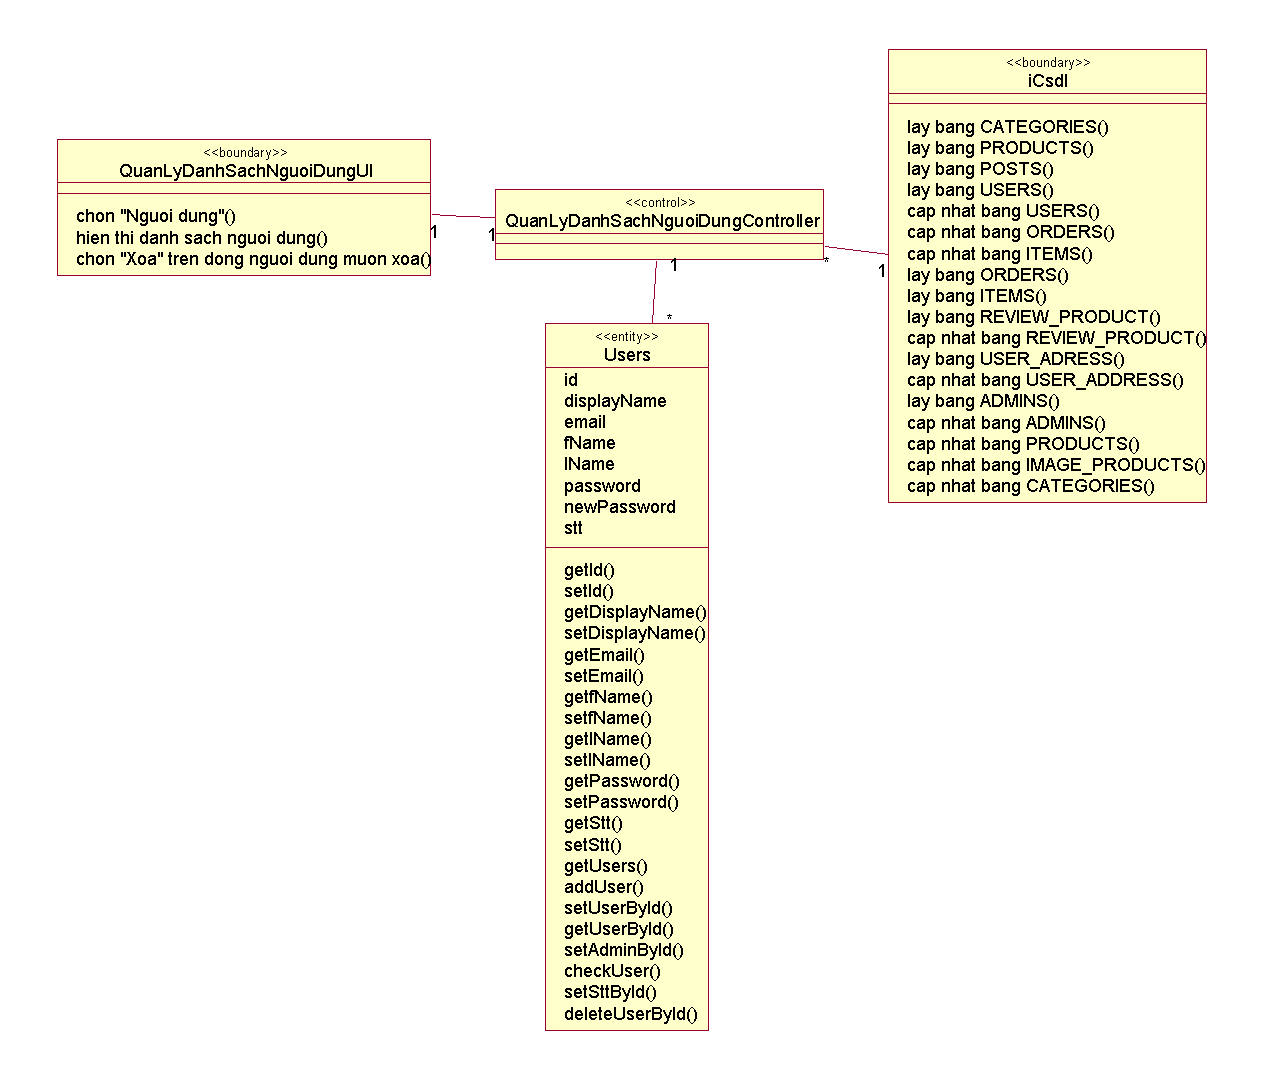 <<boundary>>
QuanLyDanhSachNguoiDungUI
chon "Nguoi dung"()
hien thi danh sach nguoi dung()
chon "Xoa" tren dong nguoi dung muon xoa()
1
1
<<control>>
QuanLyDanhSachNguoiDungController
1
*
*
1
<<boundary>>
iCsdl
lay bang CATEGORIES()
lay bang PRODUCTS()
lay bang POSTS()
lay bang USERS()
cap nhat bang USERS()
cap nhat bang ORDERS()
cap nhat bang ITEMS()
lay bang ORDERS()
lay bang ITEMS()
lay bang REVIEW_PRODUCT()
cap nhat bang REVIEW_PRODUCT()
lay bang USER_ADRESS()
cap nhat bang USER_ADDRESS()
lay bang ADMINS()
cap nhat bang ADMINS()
cap nhat bang PRODUCTS()
cap nhat bang IMAGE_PRODUCTS()
cap nhat bang CATEGORIES()
<<entity>>
Users
id
displayName
email
fName
lName
password
newPassword
stt
getId()
setId()
getDisplayName()
setDisplayName()
getEmail()
setEmail()
getfName()
setfName()
getlName()
setlName()
getPassword()
setPassword()
getStt()
setStt()
getUsers()
addUser()
setUserById()
getUserById()
setAdminById()
checkUser()
setSttById()
deleteUserById()